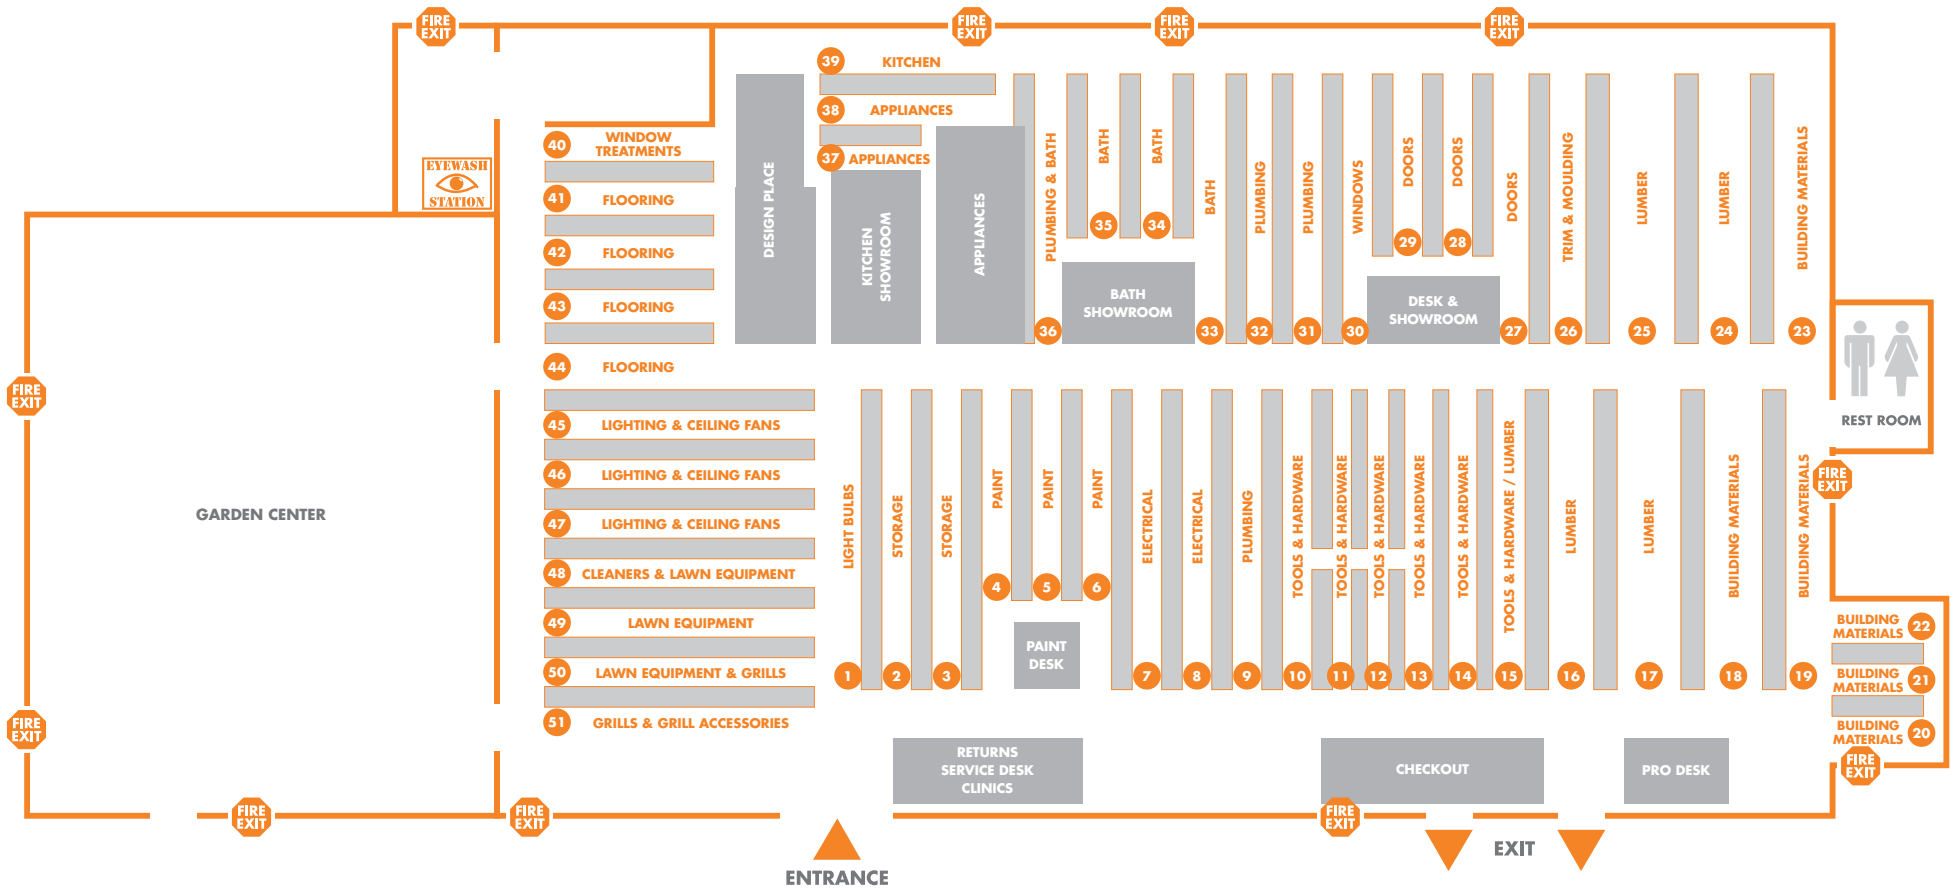 FIRE
EXIT
FIRE
EXIT
FIRE
EXIT
FIRE
EXIT
39 KITCHEN
38 APPLIANCES
37 APPLIANCES
40 WINDOW
TREATMENTS
41 FLOORING
42 FLOORING
43 FLOORING
44 FLOORING
EYEWASH
STATION
DESIGN PLACE
KITCHEN
SHOWROOM
APPLIANCES
PLUMBING & BATH
36
BATH
35
BATH
34
BATH
SHOWROOM
BATH
33
PLUMBING
32
PLUMBING
31
WINDOWS
30
DOORS
29
DOORS
28
DESK &
SHOWROOM
DOORS
27
TRIM & MOULDING
26
LUMBER
25
LUMBER
24
BUILDING MATERIALS
23
REST ROOM
FIRE
EXIT
FIRE
EXIT
GARDEN CENTER
45 LIGHTING & CEILING FANS
46 LIGHTING & CEILING FANS
47 LIGHTING & CEILING FANS
48 CLEANERS & LAWN EQUIPMENT
49 LAWN EQUIPMENT
50 LAWN EQUIPMENT & GRILLS
51 GRILLS & GRILL ACCESSORIES
LIGHT BULBS
1
STORAGE
2
STORAGE
3
PAINT
4
PAINT
5
PAINT
6
PAINT
DESK
ELECTRICAL
7
ELECTRICAL
8
PLUMBING
9
TOOLS & HARDWARE
10
TOOLS & HARDWARE
11
TOOLS & HARDWARE
12
TOOLS & HARDWARE
13
TOOLS & HARDWARE
14
TOOLS & HARDWARE / LUMBER
15
LUMBER
16
LUMBER
17
BUILDING MATERIALS
18
BUILDING MATERIALS
19
BUILDING
MATERIALS 22
BUILDING
MATERIALS 21
BUILDING
MATERIALS 20
FIRE
EXIT
FIRE
EXIT
RETURNS
SERVICE DESK
CLINICS
CHECKOUT
PRO DESK
FIRE
EXIT
FIRE
EXIT
FIRE
EXIT
ENTRANCE
EXIT